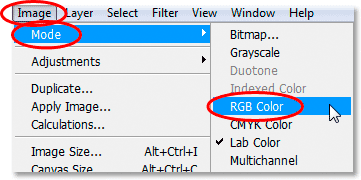 Image Layer Select Filter View Window Help
Mode
Adjustments
Duplicate...
Apply Image...
Calculations...
Image Size... Alt+Ctrl+I
Canvas Size Alt+Ctrl+C
Bitmap...
Grayscale
Duotone
Indexed Color
RGB Color
CMYK Color
Lab Color
Multichannel